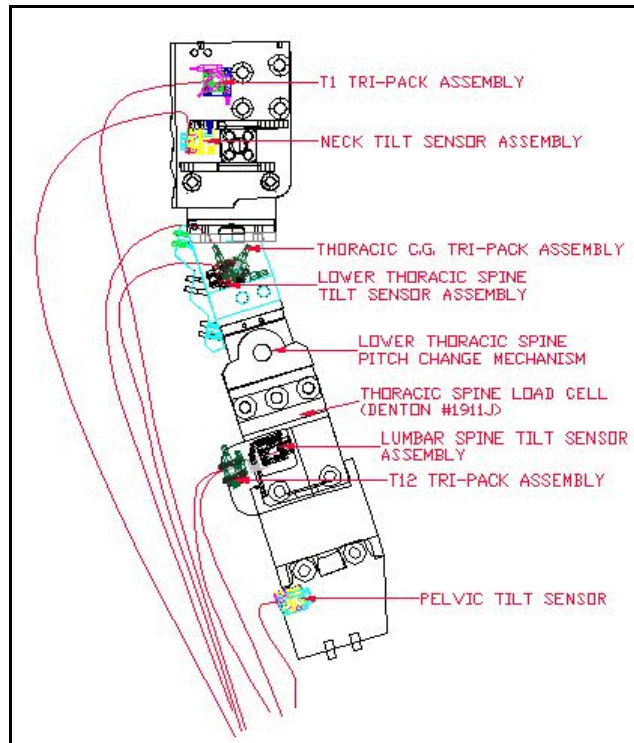 T1 TRI-PACK ASSEMBLY
NECK TILT SENSOR ASSEMBLY
THORACIC C.G. TRI-PACK ASSEMBLY
LOWER THORACIC SPINE
TILT SENSOR ASSEMBLY
LOWER THORACIC SPINE
PITCH CHANGE MECHANISM
THORACIC SPINE LOAD CELL
(DENTON #1911J)
LUMBAR SPINE TILT SENSOR
ASSEMBLY
T12 TRI-PACK ASSEMBLY
PELVIC TILT SENSOR